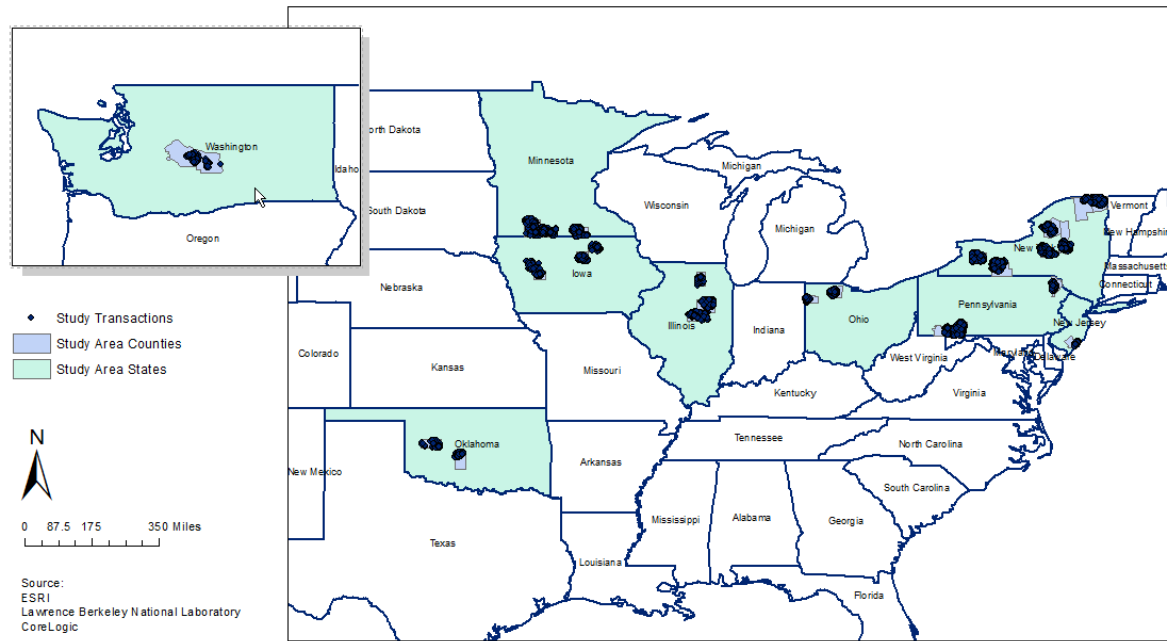 Washington
Idaho
Oregon
North Dakota
South Dakota
Nebraska
Minnesota
Iowa
Wisconsin
Michigan
Michigan
Illinois
Indiana
Ohio
Pennsylvania
New
Vermont
New Hampshire
Massachusetts
Connecticut
New Jersey
Delaware
Maryland
West Virginia
Virginia
Kentucky
Missouri
Kansas
Colorado
Oklahoma
New Mexico
Texas
Arkansas
Louisiana
Tennessee
Mississippi
Alabama
Georgia
North Carolina
South Carolina
Florida
Study Transactions
Study Area Counties
Study Area States
N
0 87.5 175 350 Miles
Source:
ESRI
Lawrence Berkeley National Laboratory
CoreLogic